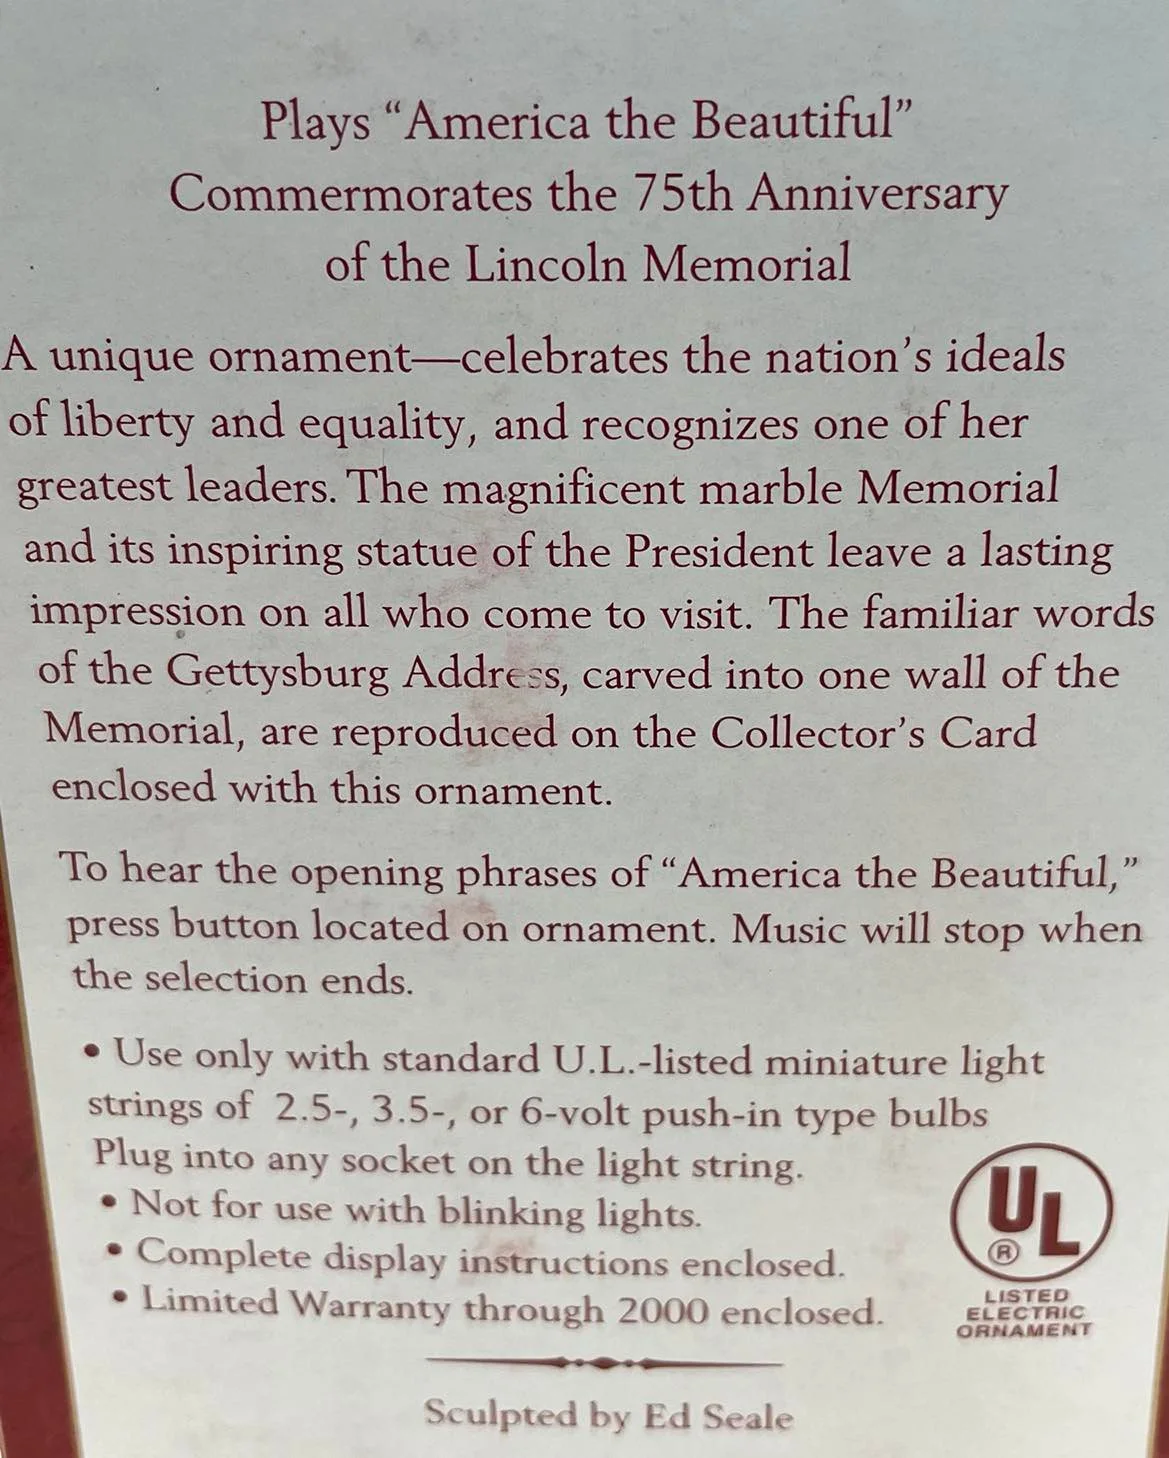 Plays “America the Beautiful”
Commermorates the 75th Anniversary
of the Lincoln Memorial
A unique ornament—celebrates the nation’s ideals
of liberty and equality, and recognizes one of her
greatest leaders. The magnificent marble Memorial
and its inspiring statue of the President leave a lasting
impression on all who come to visit. The familiar words
of the Gettysburg Address, carved into one wall of the
Memorial, are reproduced on the Collector’s Card
enclosed with this ornament.
To hear the opening phrases of “America the Beautiful,”
press button located on ornament. Music will stop when
the selection ends.
• Use only with standard U.L.-listed miniature light
strings of 2.5-, 3.5-, or 6-volt push-in type bulbs
Plug into any socket on the light string.
• Not for use with blinking lights.
• Complete display instructions enclosed.
• Limited Warranty through 2000 enclosed.
UL
®
LISTED
ELECTRIC
ORNAMENT
Sculpted by Ed Seale